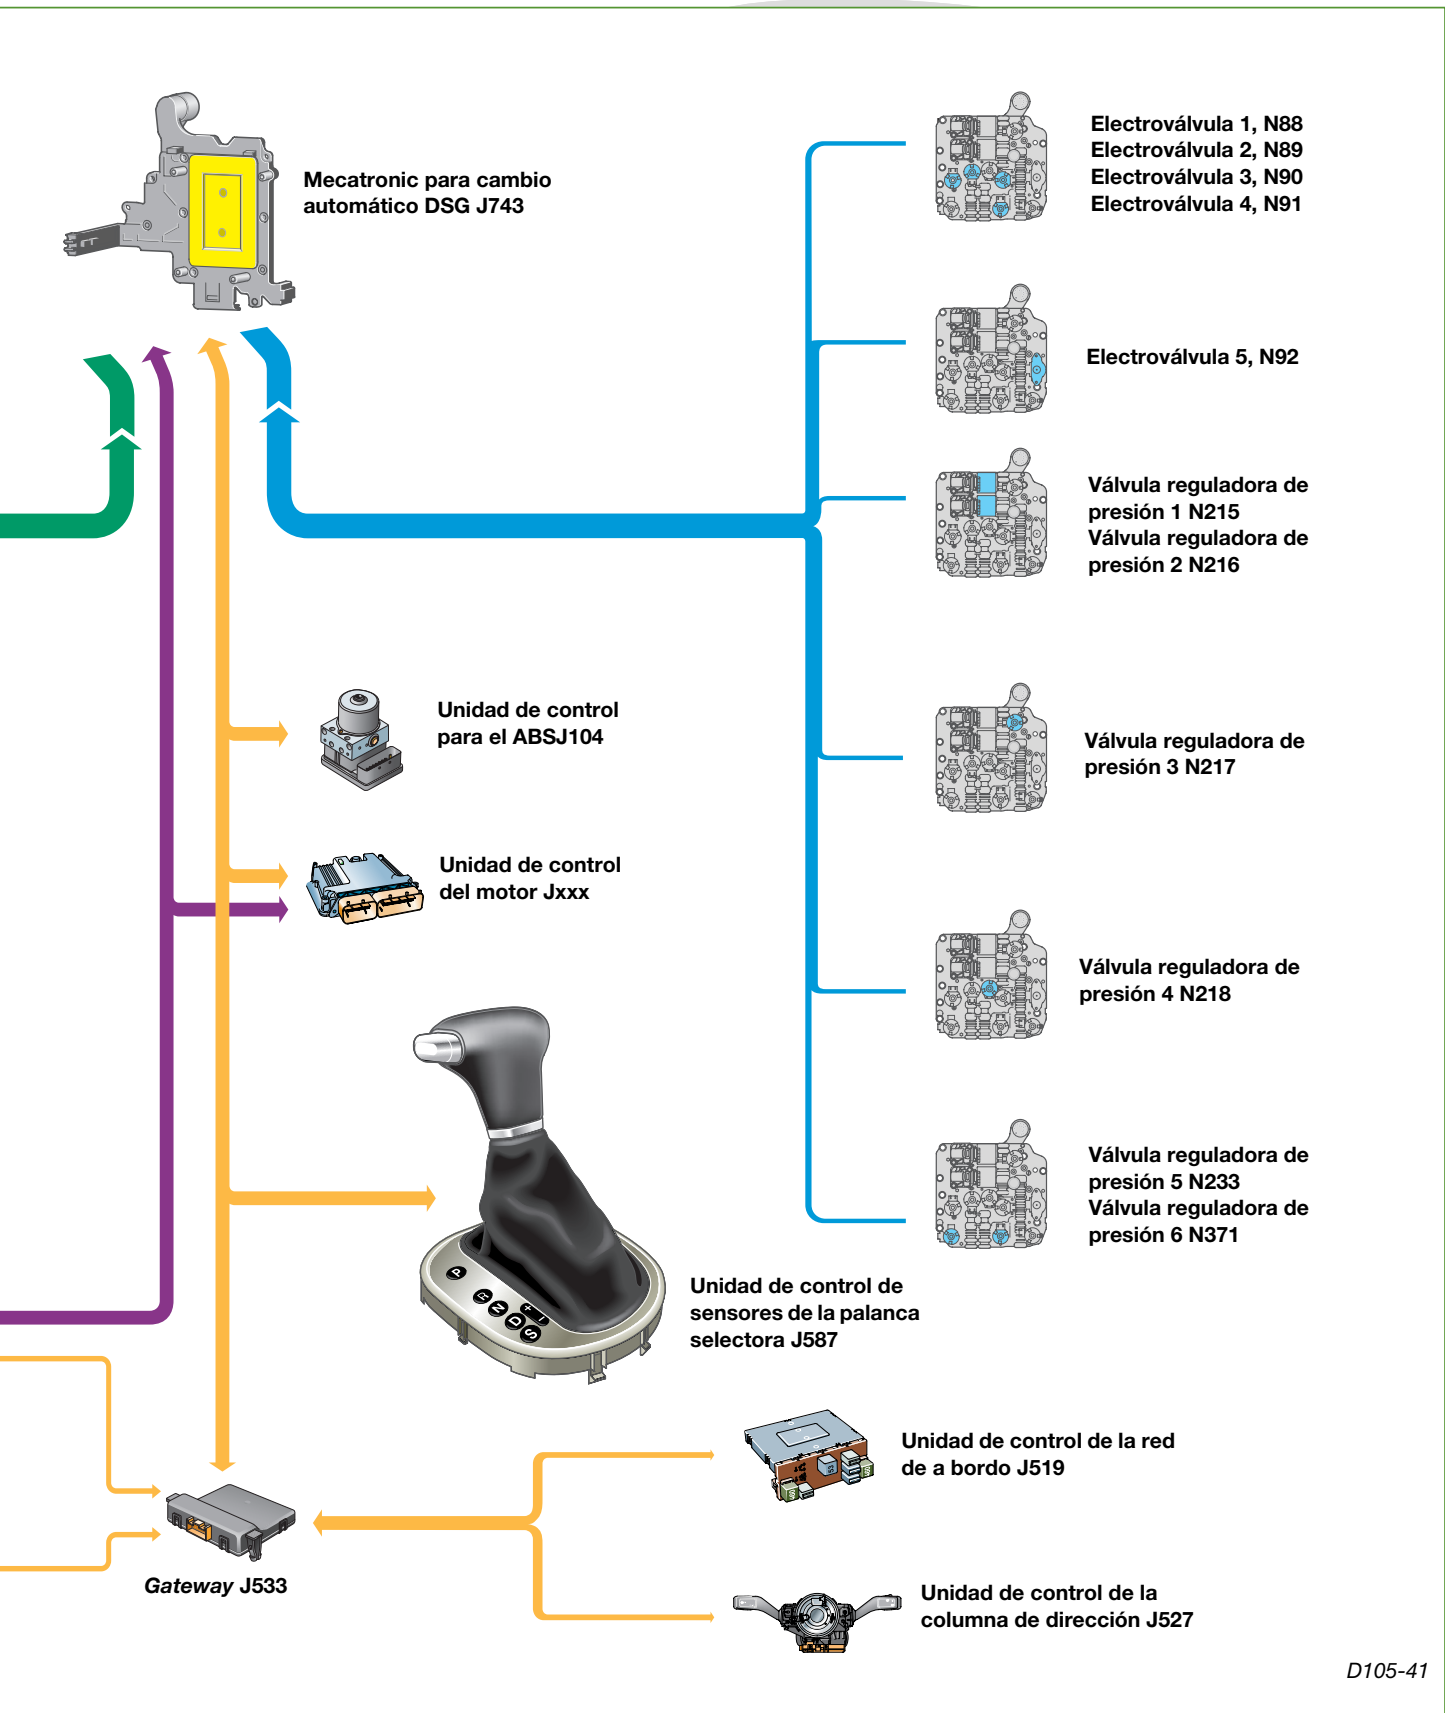 Mecatronic para cambio
automático DSG J743
Electroválvula 1, N88
Electroválvula 2, N89
Electroválvula 3, N90
Electroválvula 4, N91
Electroválvula 5, N92
Válvula reguladora de
presión 1 N215
Válvula reguladora de
presión 2 N216
Unidad de control
para el ABSJ104
Válvula reguladora de
presión 3 N217
Unidad de control
del motor Jxxx
Válvula reguladora de
presión 4 N218
Válvula reguladora de
presión 5 N233
Válvula reguladora de
presión 6 N371
P
R
N
D
S
+
−
Unidad de control de
sensores de la palanca
selectora J587
Unidad de control de la red
de a bordo J519
Gateway J533
Unidad de control de la
columna de dirección J527
D105-41